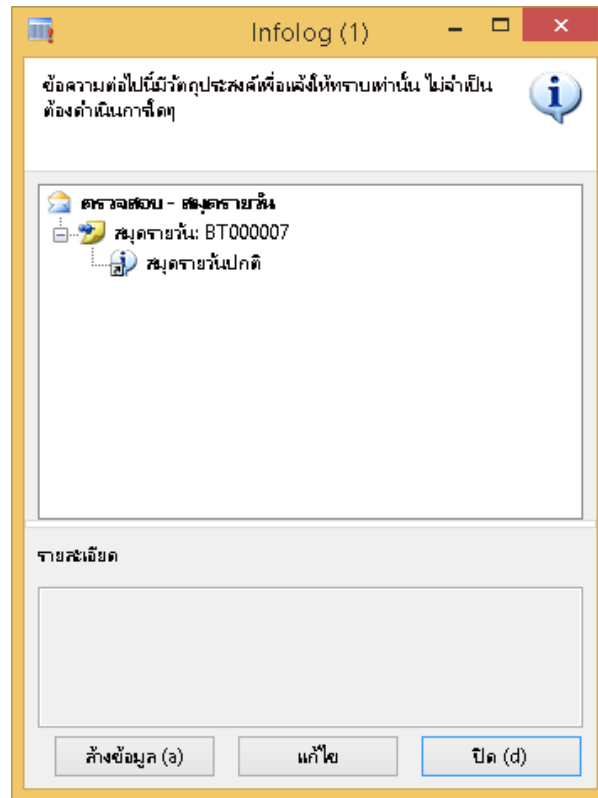 Infolog (1)
ข้อความต่อไปนี้มีวัตถุประสงค์เพื่อแจ้งให้ทราบเท่านั้น ไม่จำเป็น
ต้องดำเนินการใดๆ
ตรวจสอบ - สมุดรายวัน
สมุดรายวัน: BT000007
สมุดรายวันปกติ
รายละเอียด
ล้างข้อมูล (a)
แก้ไข
ปิด (d)